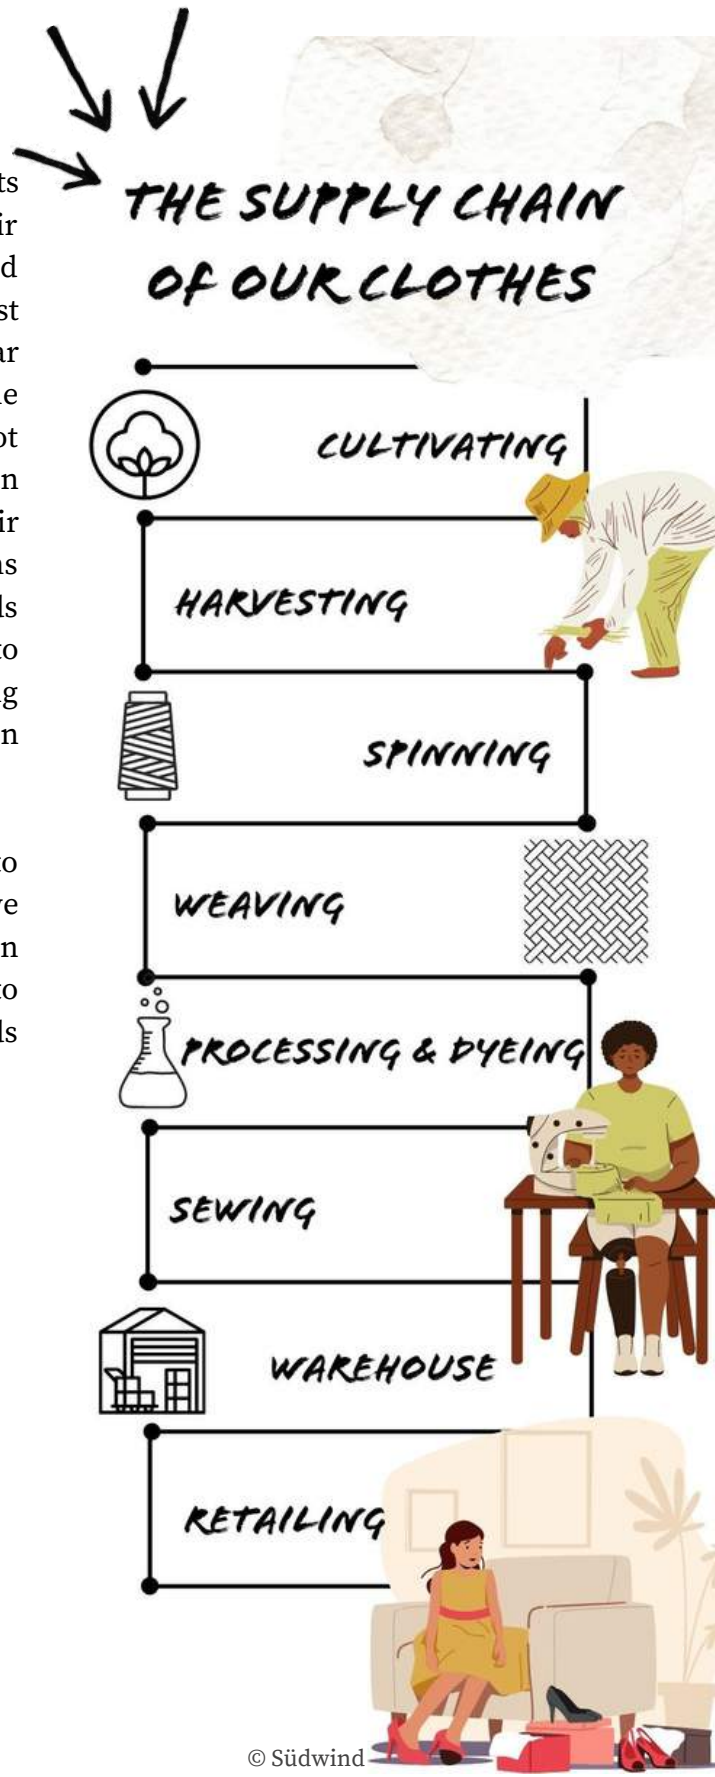 THE SUPPLY CHAIN
OF OUR CLOTHES
CULTIVATING
HARVESTING
SPINNING
WEAVING
PROCESSING & DYEING
SEWING
WAREHOUSE
RETAILING
© Südwind